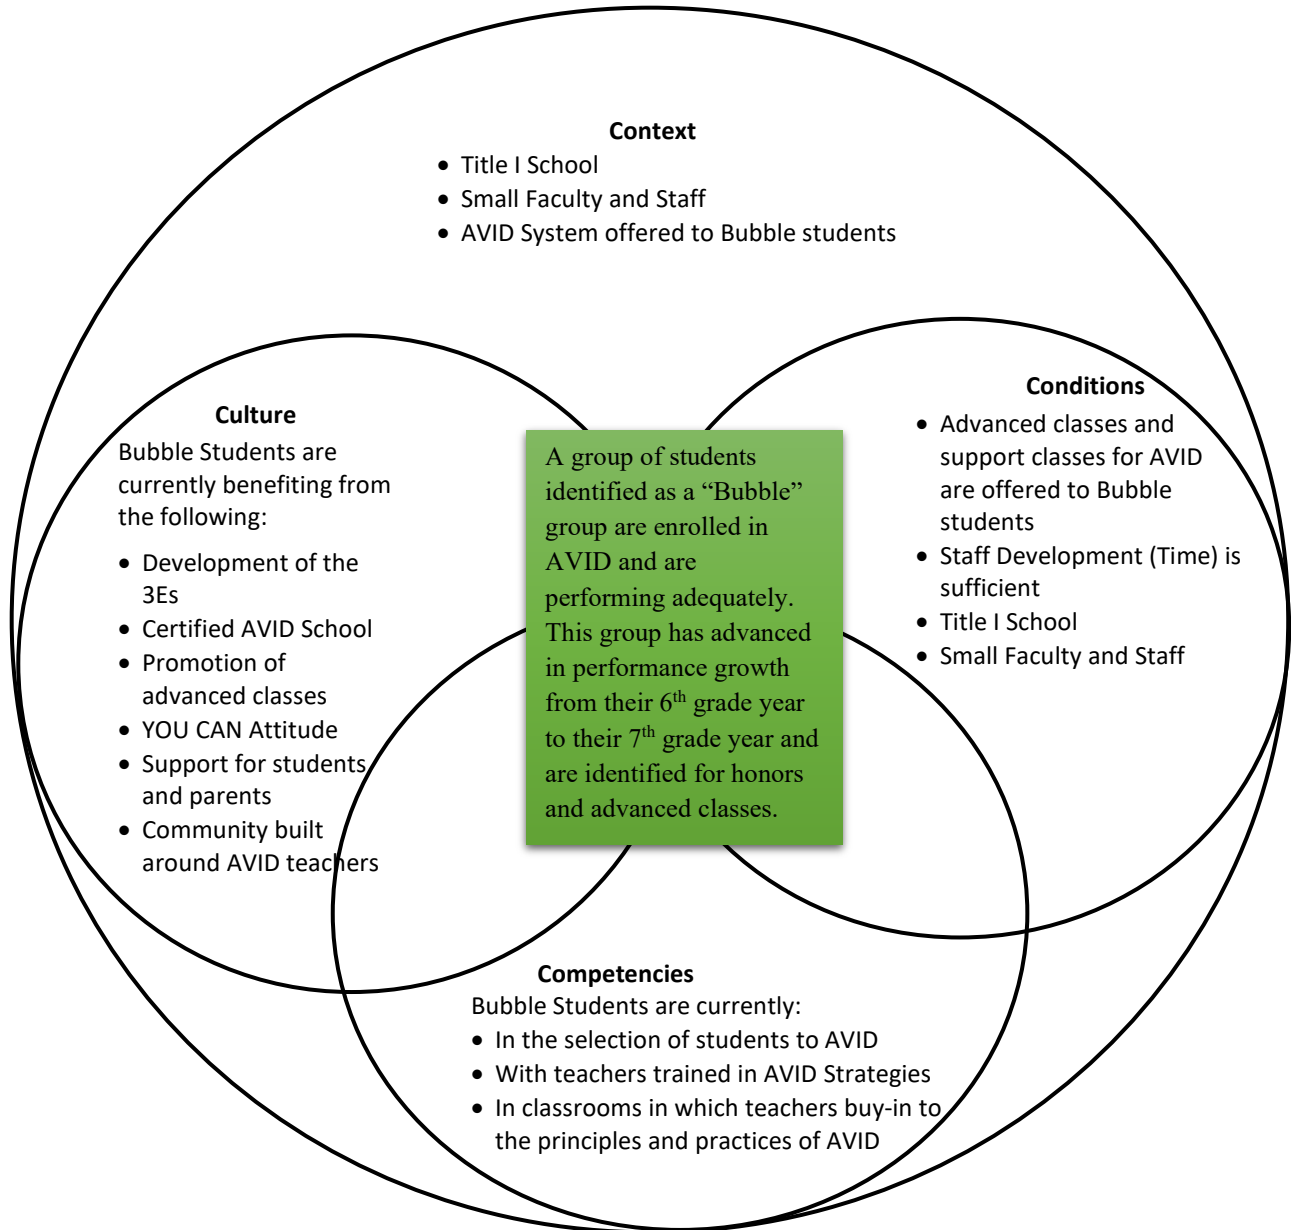 Context
• Title I School
• Small Faculty and Staff
• AVID System offered to Bubble students
Culture
Bubble Students are
currently benefiting from
the following:
• Development of the
3Es
• Certified AVID School
• Promotion of
advanced classes
• YOU CAN Attitude
• Support for students
and parents
• Community built
around AVID teachers
A group of students
identified as a “Bubble”
group are enrolled in
AVID and are
performing adequately.
This group has advanced
in performance growth
from their 6th grade year
to their 7th grade year and
are identified for honors
and advanced classes.
Conditions
• Advanced classes and
support classes for AVID
are offered to Bubble
students
• Staff Development (Time) is
sufficient
• Title I School
• Small Faculty and Staff
Competencies
Bubble Students are currently:
• In the selection of students to AVID
• With teachers trained in AVID Strategies
• In classrooms in which teachers buy-in to
the principles and practices of AVID